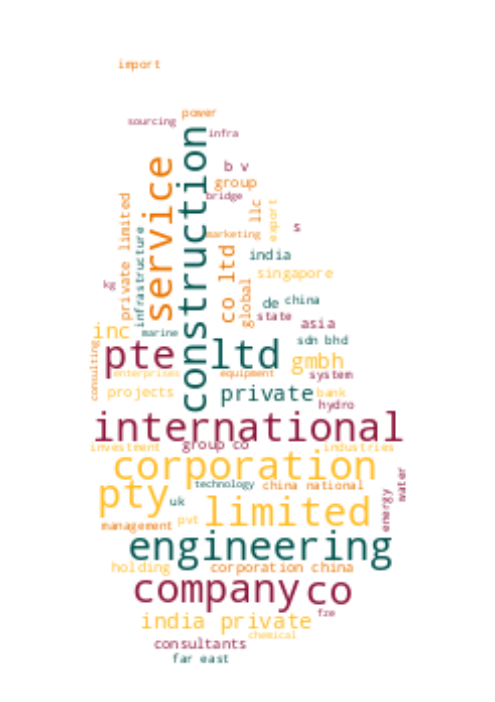 import
power
sourcing
infra
construction
service
b v
group
bridge
private limited
llc
export
s
infrastructure
marketing
india
co ltd
singapore
kg
global
de
china
state
asia
inc
marine
sdn bhd
pte
ltd
gmbh
consulting
enterprises
equipment
system
projects
private
bank
hydro
international
investment
group co
industries
corporation
water
technology
china national
pty
energy
uk
limited
pvt
management
engineering
holding
corporation china
company
co
fze
india private
chemical
consultants
far east